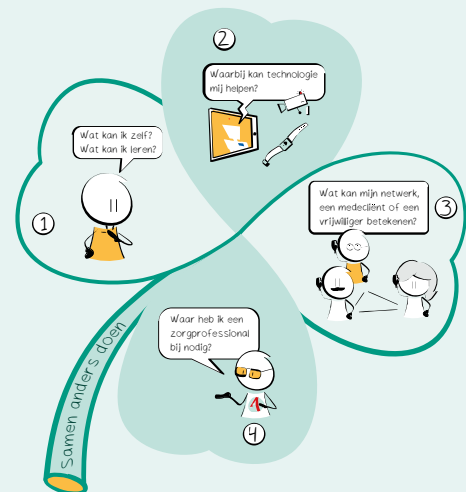 1
Wat kan ik zelf?
Wat kan ik leren?
2
Waarbij kan technologie
mij helpen?
3
Wat kan mijn netwerk,
een medecliënt of een
vrijwilliger betekenen?
4
Waar heb ik een
zorgprofessional
bij nodig?
Samen anders doen